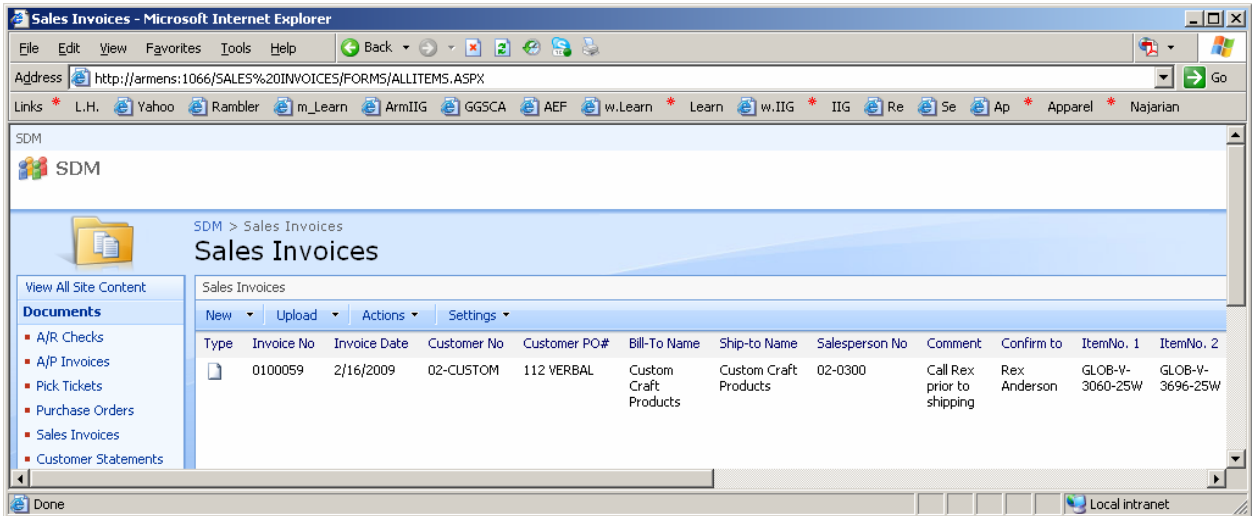 Sales Invoices - Microsoft Internet Explorer
File Edit View Favorites Tools Help Back
Address http://armens:1066/SALES%20INVOICES/FORMS/ALLITEMS.ASPX Go
Links L.H. Yahoo Rambler m_Learn ArmIIG GGSCA AEF w.Learn Learn w.IIG IIG Re Se Ap Apparel Najarian
SDM
SDM
SDM > Sales Invoices
Sales Invoices
View All Site Content
Documents
A/R Checks
A/P Invoices
Pick Tickets
Purchase Orders
Sales Invoices
Customer Statements
Sales Invoices
New Upload Actions Settings
Type Invoice No Invoice Date Customer No Customer PO# Bill-To Name Ship-to Name Salesperson No Comment Confirm to ItemNo. 1 ItemNo. 2
0100059 2/16/2009 02-CUSTOM 112 VERBAL Custom Custom Craft 02-0300 Call Rex Rex GLOB-V- GLOB-V-
Craft Products prior to Anderson 3060-25W 3696-25W
Products shipping
Done Local intranet